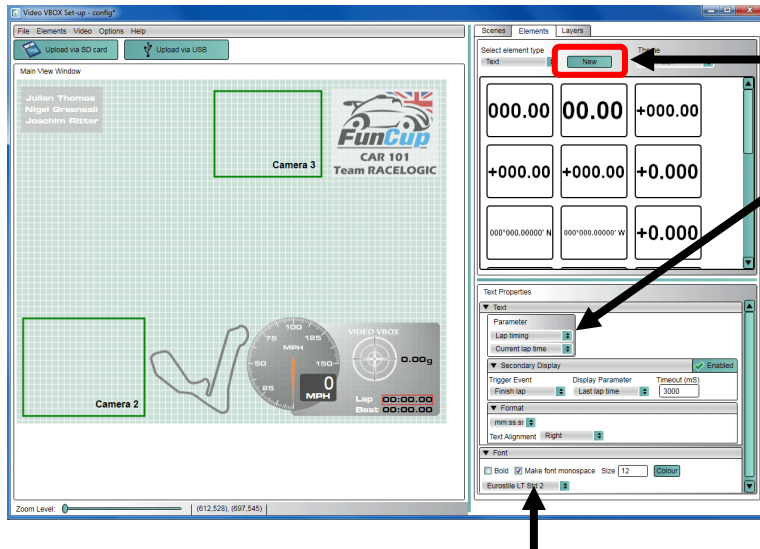 Video VBOX Set-up - config*
File Elements Video Options Help
Upload via SD card
Upload via USB
Main View Window
Julian Thomas
Nigel Greensall
Joachim Ritter
Camera 3
FunCup
CAR 101
Team RACELOGIC
Camera 2
100
75 125
MPH
50 150
25
0
MPH
VIDEO VBOX
0.00g
Lap 00:00.00
Best 00:00.00
Zoom Level:
(612,528), (697,545)
Scenes Elements Layers
Select element type
Text
New
000.00 00.00 +000.00
+000.00 +000.00 +0.000
000°000.00000' N 000°000.00000' W +0.000
Text Properties
Text
Parameter
Lap timing
Current lap time
Secondary Display
Enabled
Trigger Event Display Parameter Timeout (mS)
Finish lap Last lap time 3000
Format
mm:ss.s
Text Alignment Right
Font
Bold Make font monospace Size 12 Colour
Eurostile LT Std 2